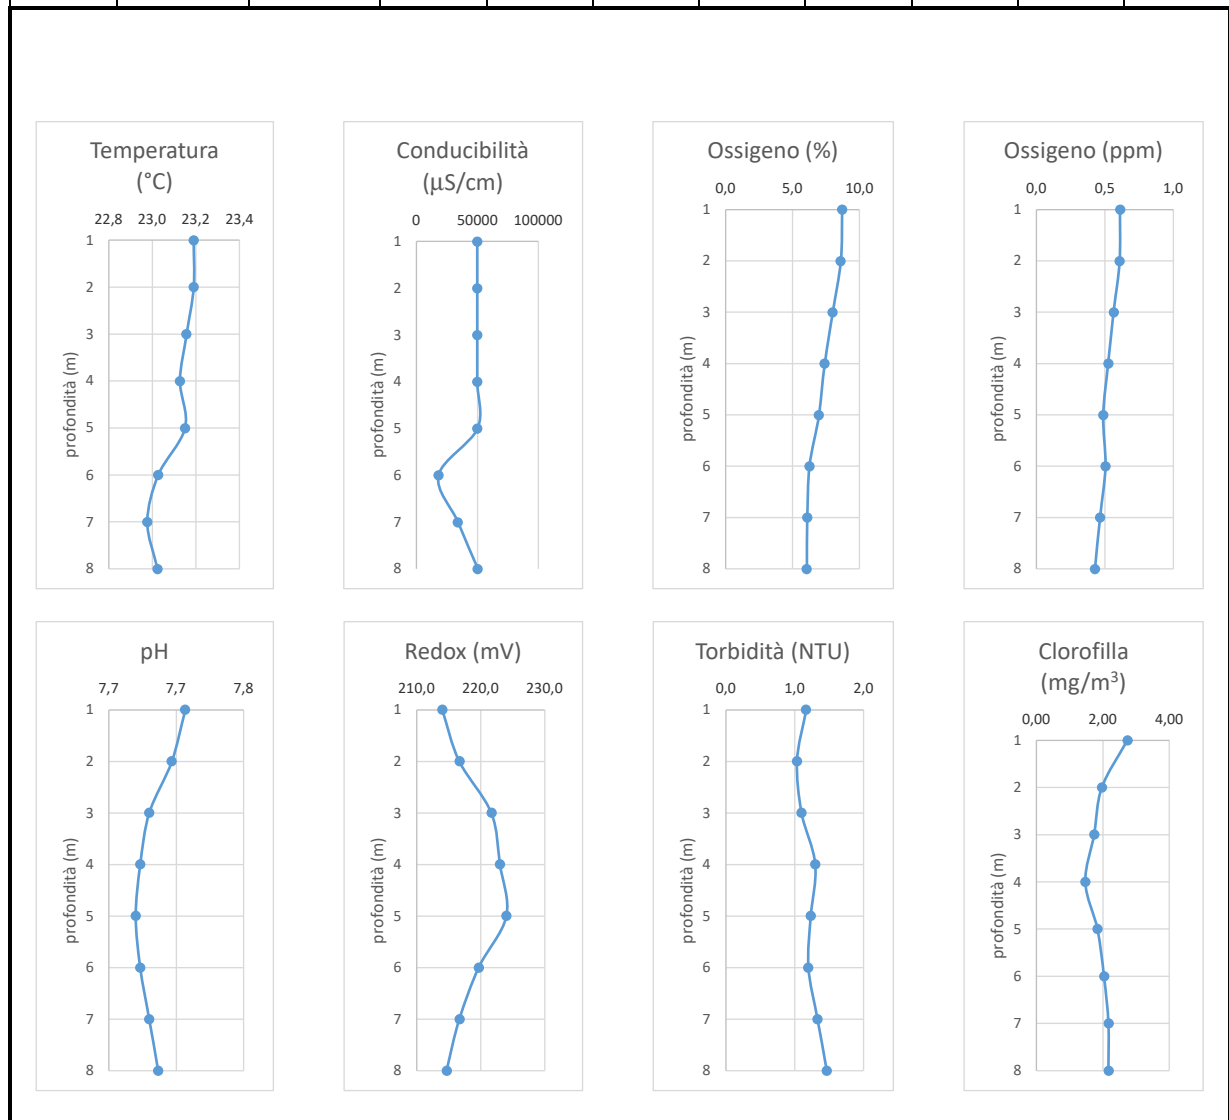 Temperatura
(°C)
22,8 23,0 23,2 23,4
1
2
3
4
5
6
7
8
profondità (m)
Conducibilità
(µS/cm)
0 50000 100000
1
2
3
4
5
6
7
8
profondità (m)
Ossigeno (%)
0,0 5,0 10,0
1
2
3
4
5
6
7
8
profondità (m)
Ossigeno (ppm)
0,0 0,5 1,0
1
2
3
4
5
6
7
8
profondità (m)
pH
7,7 7,7 7,8
1
2
3
4
5
6
7
8
profondità (m)
Redox (mV)
210,0 220,0 230,0
1
2
3
4
5
6
7
8
profondità (m)
Torbidità (NTU)
0,0 1,0 2,0
1
2
3
4
5
6
7
8
profondità (m)
Clorofilla
(mg/m³)
0,00 2,00 4,00
1
2
3
4
5
6
7
8
profondità (m)